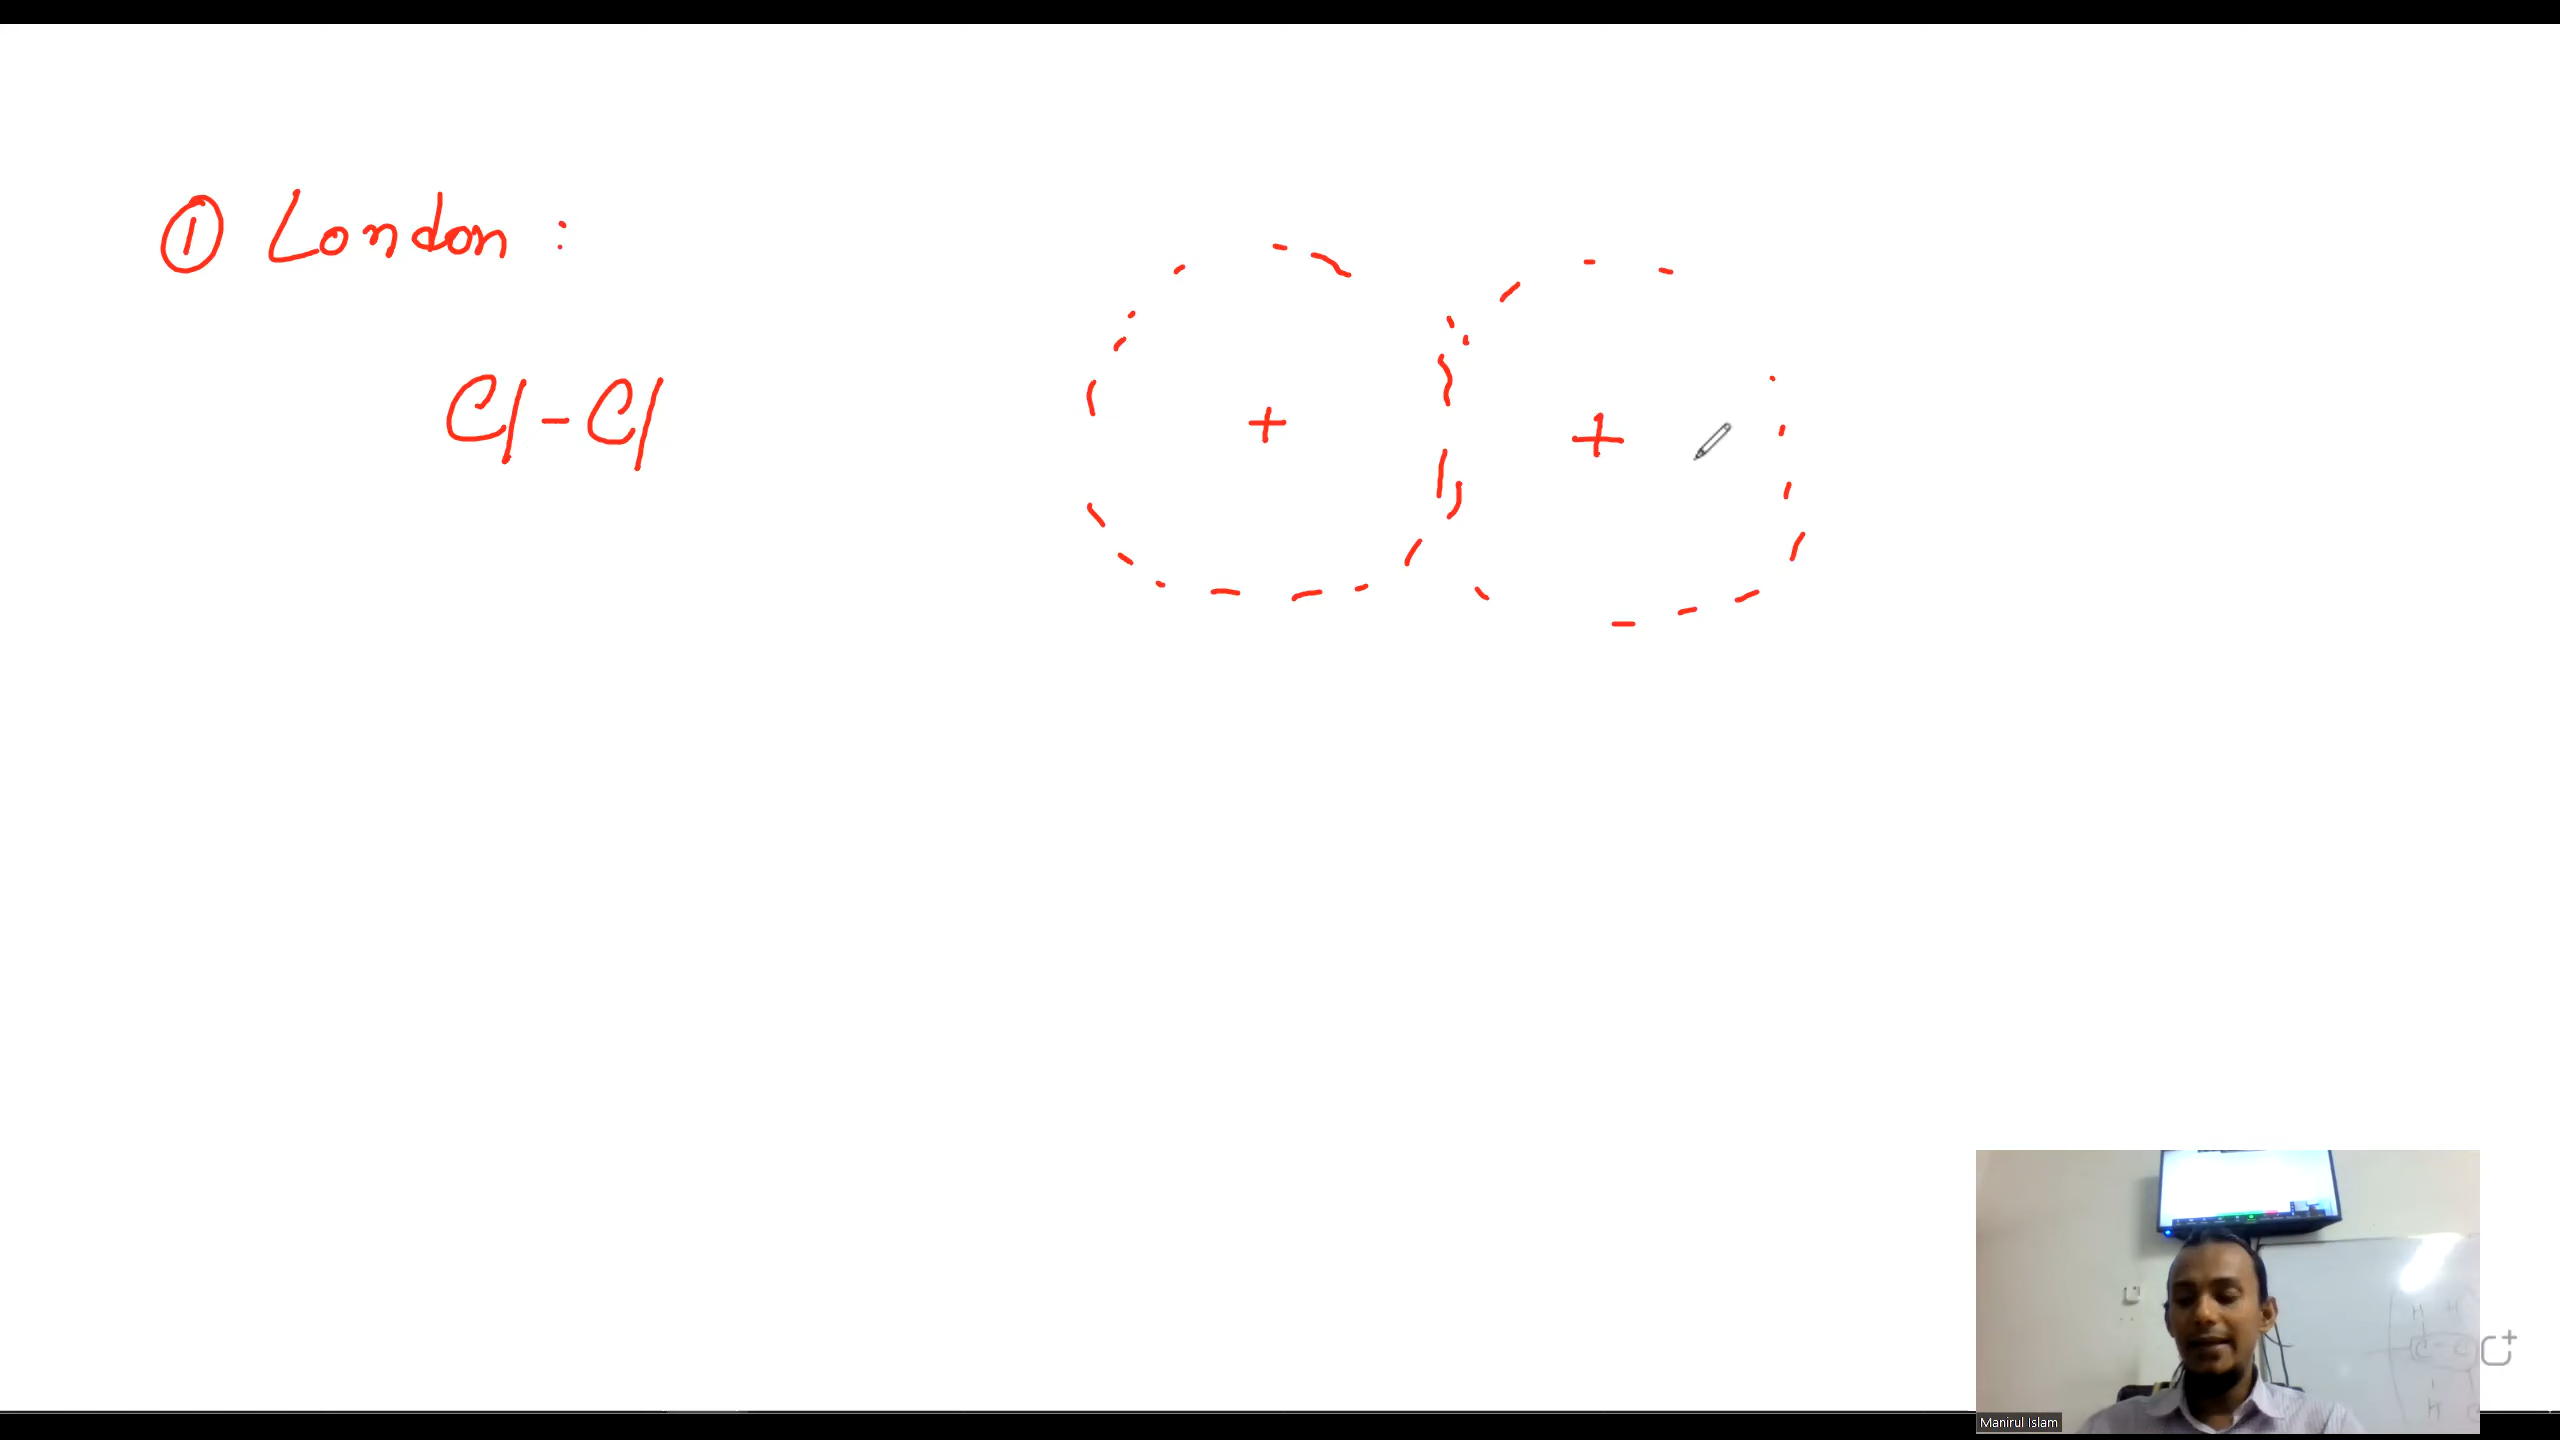 ① London :
Cl - Cl
+ +
Manirul Islam
H H
C - C
H